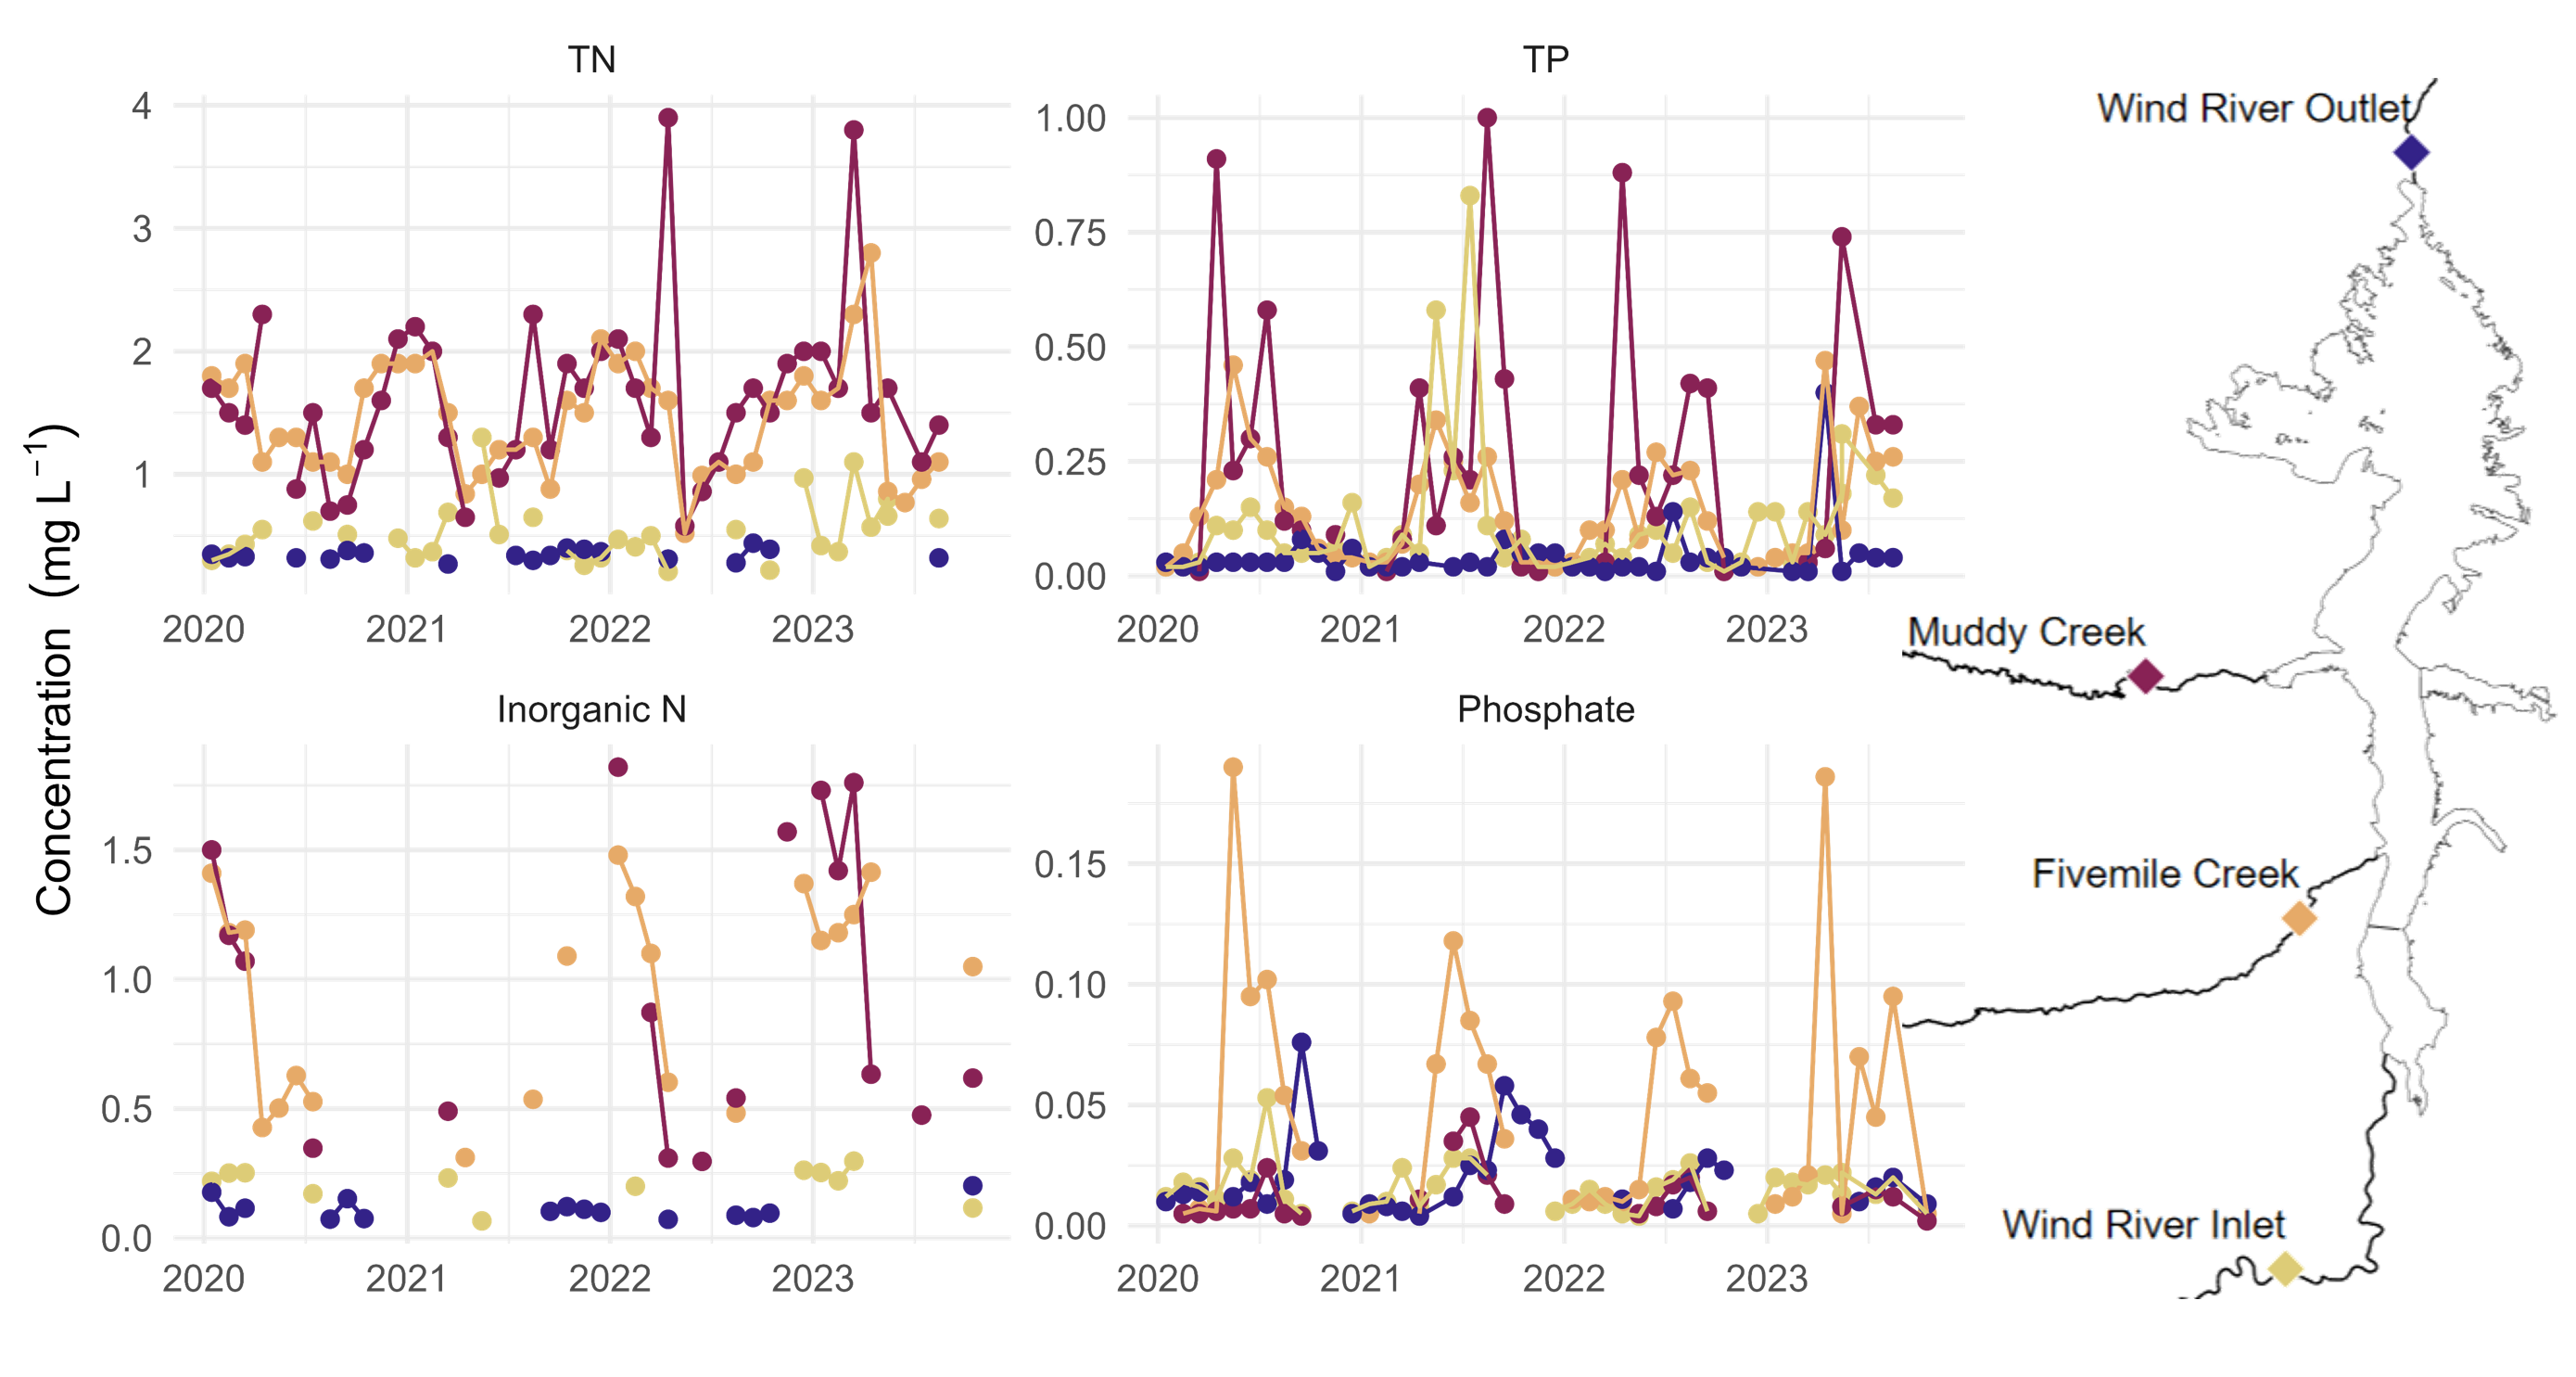 TN
4
3
2
1
2020 2021 2022 2023
TP
1.00
0.75
0.50
0.25
0.00
2020 2021 2022 2023
Concentration (mg L⁻¹)
Inorganic N
1.5
1.0
0.5
0.0
2020 2021 2022 2023
Phosphate
0.15
0.10
0.05
0.00
2020 2021 2022 2023
Wind River Outlet
Muddy Creek
Fivemile Creek
Wind River Inlet